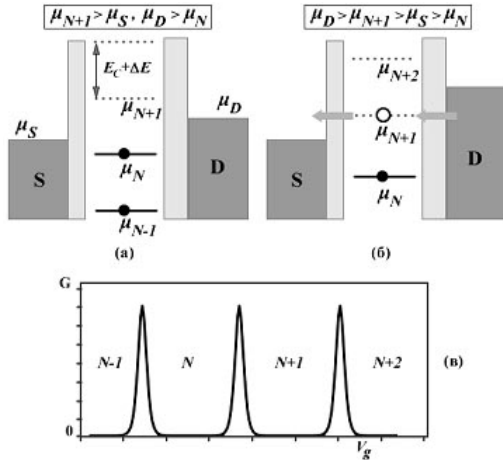 μN+1>μS, μD>μN
μD>μN+1>μS>μN
EC+ΔE
μN+1
μS
μD
μN
S
D
μN-1
(а)
μN+2
μN+1
μN
S
D
(б)
G
N-1
N
N+1
N+2
(в)
0
Vg